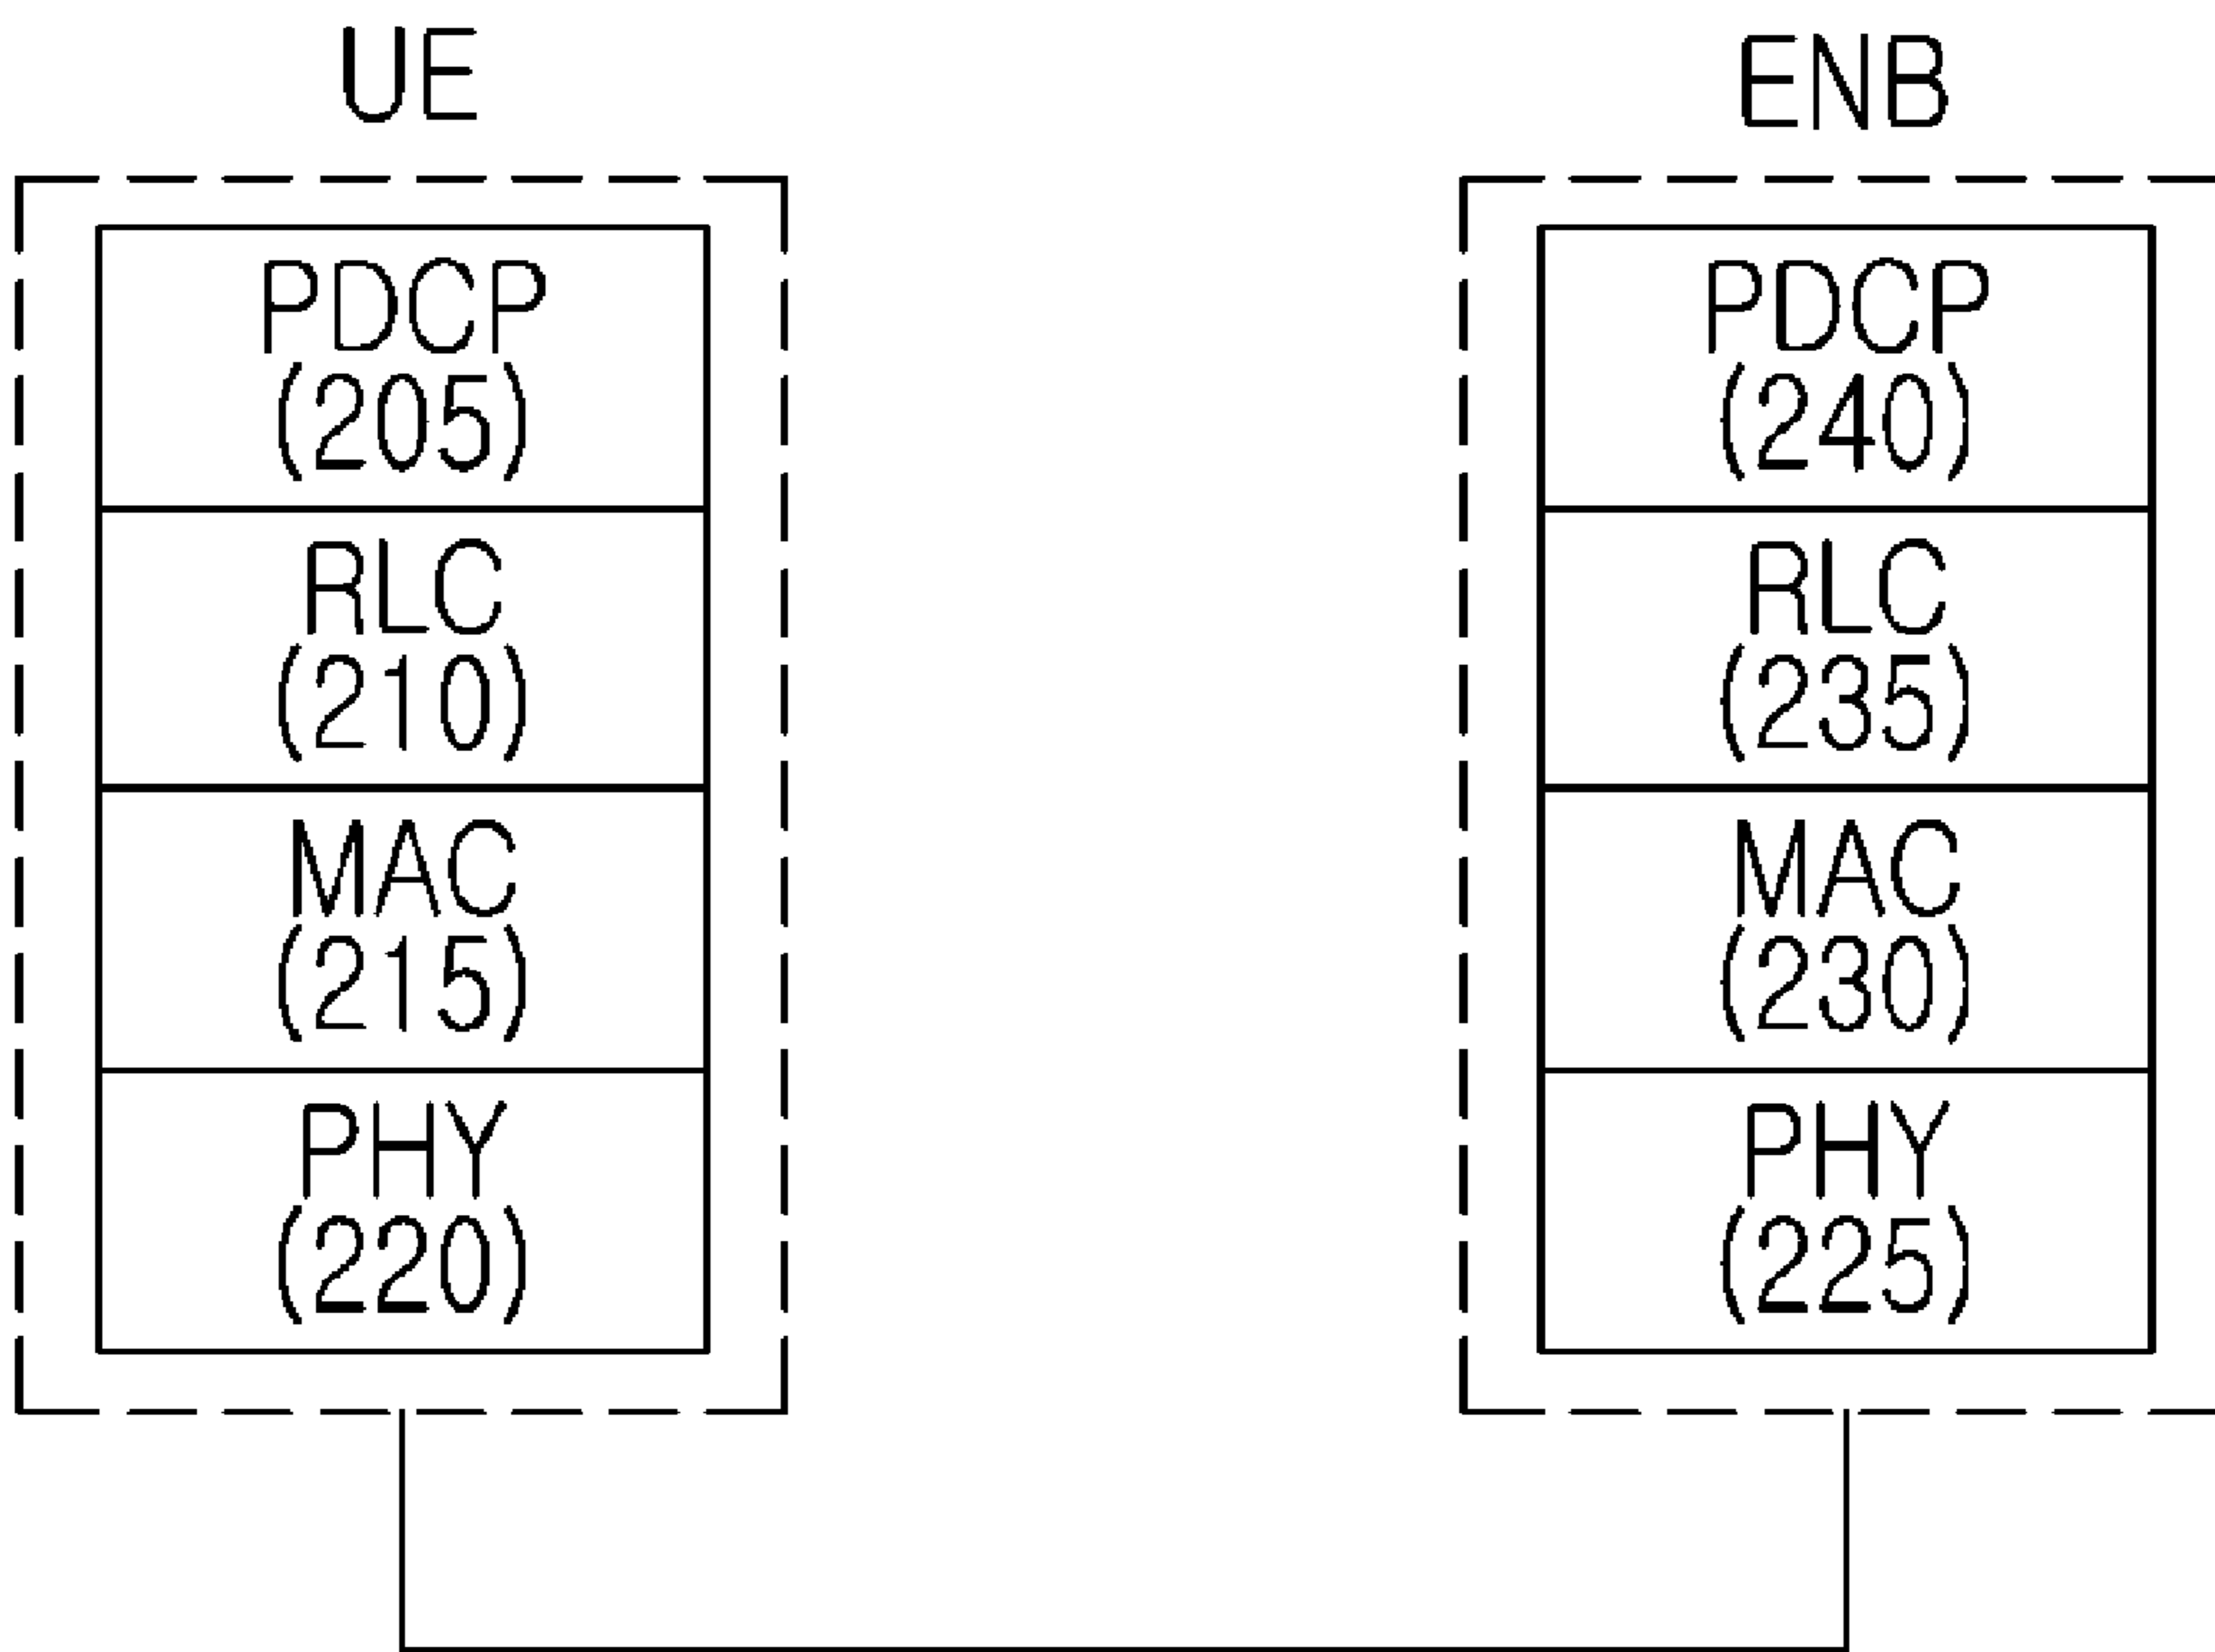 UE
PDCP
(205)
RLC
(210)
MAC
(215)
PHY
(220)
ENB
PDCP
(240)
RLC
(235)
MAC
(230)
PHY
(225)